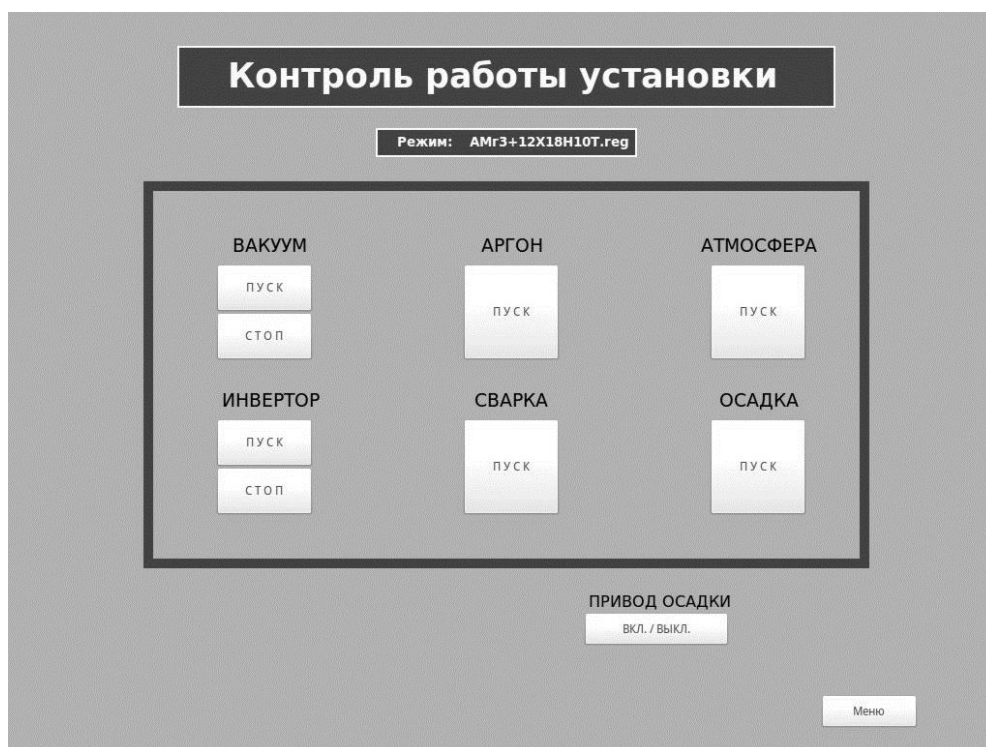 Контроль работы установки
Режим: АМг3+12Х18Н10Т.reg
ВАКУУМ АРГОН АТМОСФЕРА
ПУСК
СТОП
ПУСК
ПУСК
ИНВЕРТОР СВАРКА ОСАДКА
ПУСК
СТОП
ПУСК
ПУСК
ПРИВОД ОСАДКИ
ВКЛ. / ВЫКЛ.
Меню